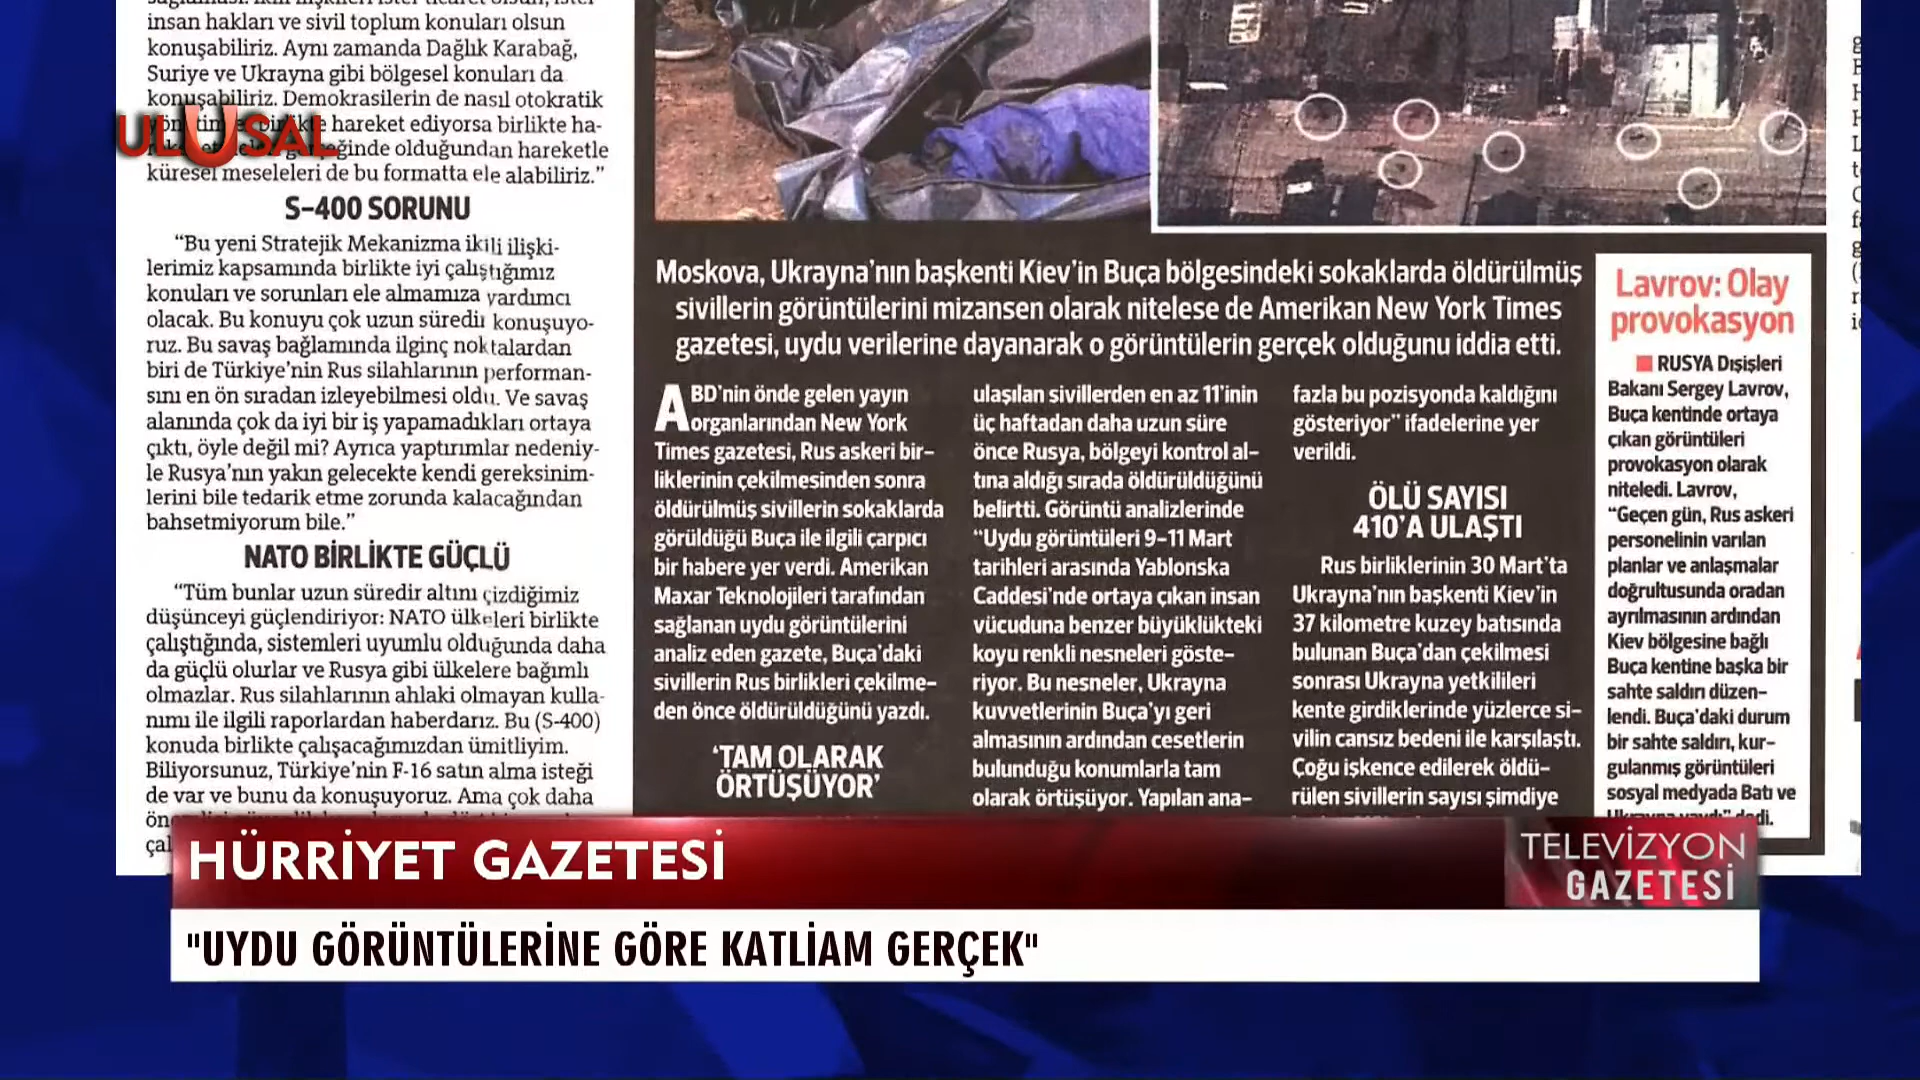 insan hakları ve sivil toplum konuları olsun
konuşabiliriz. Aynı zamanda Dağlık Karabağ,
Suriye ve Ukrayna gibi bölgesel konuları da
konuşabiliriz. Demokrasilerin de nasıl otokratik
hareket ediyorsa birlikte ha-
olduğundan hareketle
küresel meseleleri de bu formatta ele alabiliriz.”
ULUSAL
S-400 SORUNU
“Bu yeni Stratejik Mekanizma ikili ilişki-
lerimiz kapsamında birlikte iyi çalıştığımız
konuları ve sorunları ele almamıza yardımcı
olacak. Bu konuyu çok uzun süredir konuşuyo-
ruz. Bu savaş bağlamında ilginç noktalardan
biri de Türkiye’nin Rus silahlarının performan-
sını en ön sıradan izleyebilmesi oldu. Ve savaş
alanında çok da iyi bir iş yapamadıkları ortaya
çıktı, öyle değil mi? Ayrıca yaptırımlar nedeniy-
le Rusya’nın yakın gelecekte kendi gereksinim-
lerini bile tedarik etme zorunda kalacağından
bahsetmiyorum bile.”
NATO BİRLİKTE GÜÇLÜ
“Tüm bunlar uzun süredir altını çizdiğimiz
düşünceyi güçlendiriyor: NATO ülkeleri birlikte
çalıştığında, sistemleri uyumlu olduğunda daha
da güçlü olurlar ve Rusya gibi ülkelere bağımlı
olmazlar. Rus silahlarının ahlaki olmayan kulla-
nımı ile ilgili raporlardan haberdarız. Bu (S-400)
konuda birlikte çalışacağımızdan ümitliyim.
Biliyorsunuz, Türkiye’nin F-16 satın alma isteği
de var ve bunu da konuşuyoruz. Ama çok daha
Moskova, Ukrayna’nın başkenti Kiev’in Buça bölgesindeki sokaklarda öldürülmüş
sivillerin görüntülerini mizansen olarak nitelese de Amerikan New York Times
gazetesi, uydu verilerine dayanarak o görüntülerin gerçek olduğunu iddia etti.
ABD’nin önde gelen yayın
organlarından New York
Times gazetesi, Rus askeri bir-
liklerinin çekilmesinden sonra
öldürülmüş sivillerin sokaklarda
görüldüğü Buça ile ilgili çarpıcı
bir habere yer verdi. Amerikan
Maxar Teknolojileri tarafından
sağlanan uydu görüntülerini
analiz eden gazete, Buça’daki
sivillerin Rus birlikleri çekilme-
den önce öldürüldüğünü yazdı.
‘TAM OLARAK
ÖRTÜŞÜYOR’
ulaşılan sivillerden en az 11’inin
üç haftadan daha uzun süre
önce Rusya, bölgeyi kontrol al-
tına aldığı sırada öldürüldüğünü
belirtti. Görüntü analizlerinde
“Uydu görüntüleri 9-11 Mart
tarihleri arasında Yablonska
Caddesi’nde ortaya çıkan insan
vücuduna benzer büyüklükteki
koyu renkli nesneleri göste-
riyor. Bu nesneler, Ukrayna
kuvvetlerinin Buça’yı geri
almasının ardından cesetlerin
bulunduğu konumlarla tam
olarak örtüşüyor. Yapılan ana-
fazla bu pozisyonda kaldığını
gösteriyor” ifadelerine yer
verildi.
ÖLÜ SAYISI
410’A ULAŞTI
Rus birliklerinin 30 Mart’ta
Ukrayna’nın başkenti Kiev’in
37 kilometre kuzey batısında
bulunan Buça’dan çekilmesi
sonrası Ukrayna yetkilileri
kente girdiklerinde yüzlerce si-
vilin cansız bedeni ile karşılaştı.
Çoğu işkence edilerek öldü-
rülen sivillerin sayısı şimdiye
Lavrov: Olay
provokasyon
RUSYA Dışişleri
Bakanı Sergey Lavrov,
Buça kentinde ortaya
çıkan görüntüleri
provokasyon olarak
niteledi. Lavrov,
“Geçen gün, Rus askeri
personelinin varılan
planlar ve anlaşmalar
doğrultusunda oradan
ayrılmasının ardından
Kiev bölgesine bağlı
Buça kentine başka bir
sahte saldırı düzen-
lendi. Buça’daki durum
bir sahte saldırı, kur-
gulanmış görüntüleri
sosyal medyada Batı ve
HÜRRİYET GAZETESİ
TELEVİZYON
GAZETESİ
"UYDU GÖRÜNTÜLERİNE GÖRE KATLİAM GERÇEK"